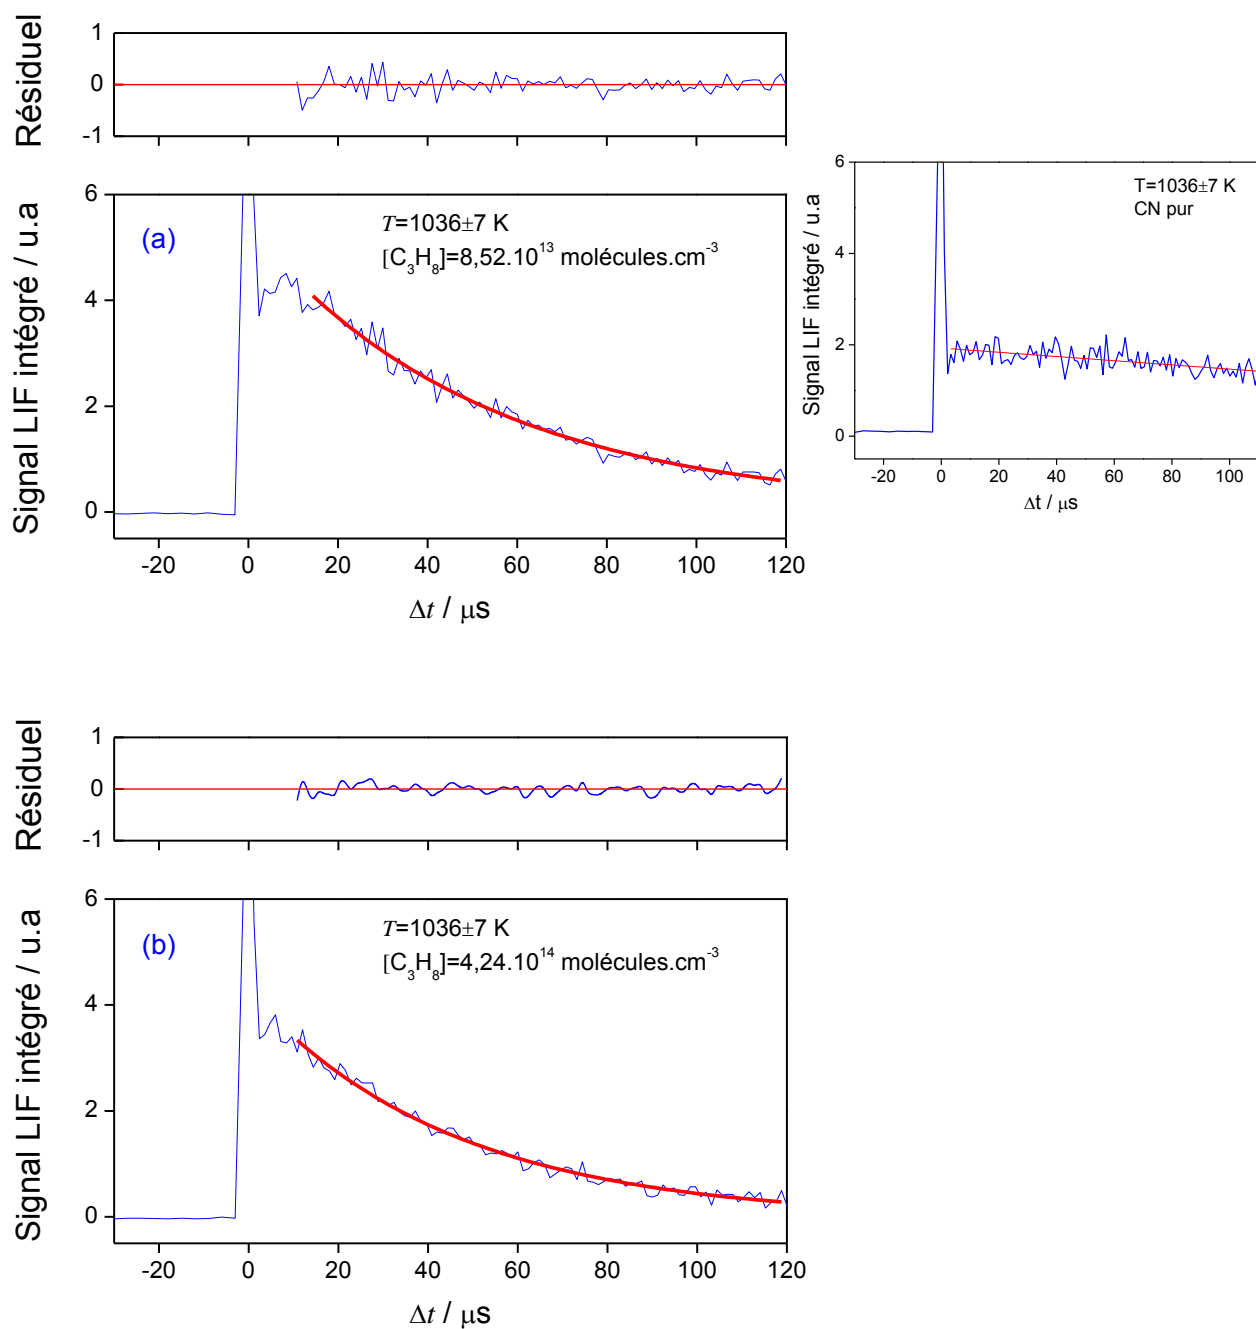 Résiduel
1
0
-1
Signal LIF intégré / u.a
6
4
2
0
(a)
T=1036±7 K
[C₃H₈]=8,52.10¹³ molécules.cm⁻³
-20 0 20 40 60 80 100 120
Δt / μs
Signal LIF intégré / u.a
6
4
2
0
T=1036±7 K
CN pur
-20 0 20 40 60 80 100
Δt / μs
Résiduel
1
0
-1
Signal LIF intégré / u.a
6
4
2
0
(b)
T=1036±7 K
[C₃H₈]=4,24.10¹⁴ molécules.cm⁻³
-20 0 20 40 60 80 100 120
Δt / μs